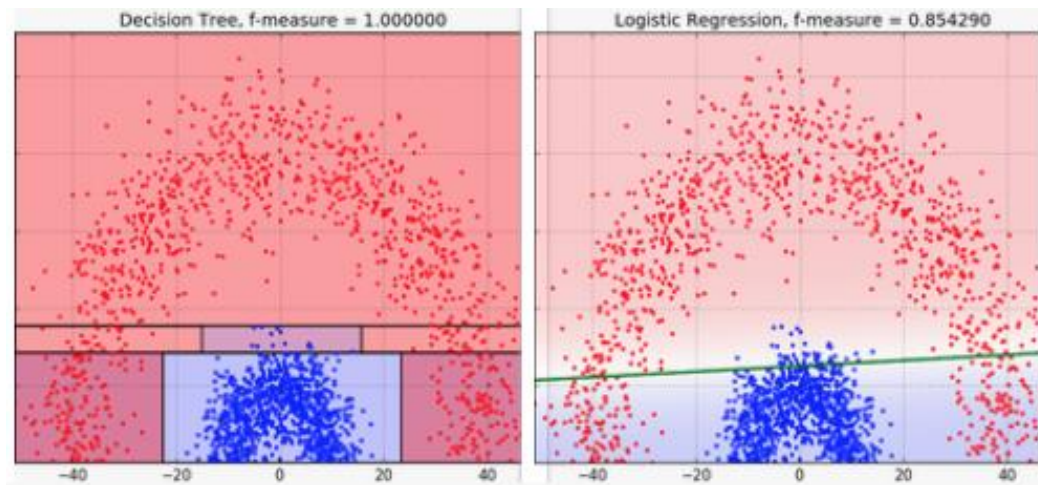 Decision Tree, f-measure = 1.000000
Logistic Regression, f-measure = 0.854290
−40 −20 0 20 40
−40 −20 0 20 40